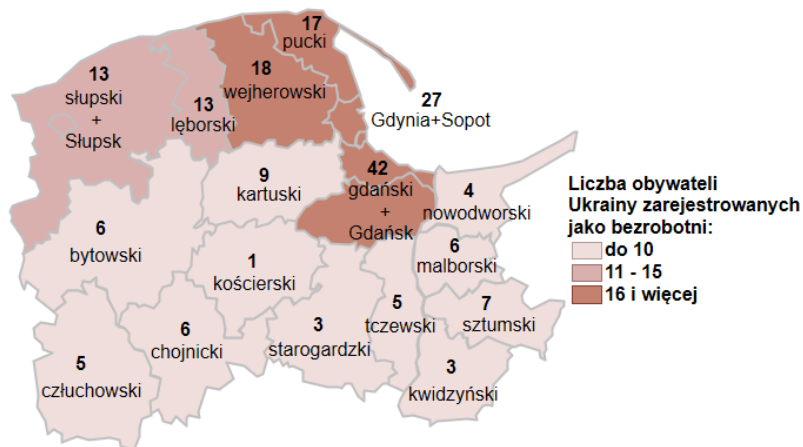 17
pucki
13
słupski
+
Słupsk
13
lęborski
18
wejherowski
27
Gdynia+Sopot
9
kartuski
42
gdański
+
Gdańsk
4
nowodworski
6
bytowski
1
kościerski
6
malborski
5
człuchowski
6
chojnicki
3
starogardzki
5
tczewski
7
sztumski
3
kwidzyński
Liczba obywateli
Ukrainy zarejestrowanych
jako bezrobotni:
do 10
11 - 15
16 i więcej